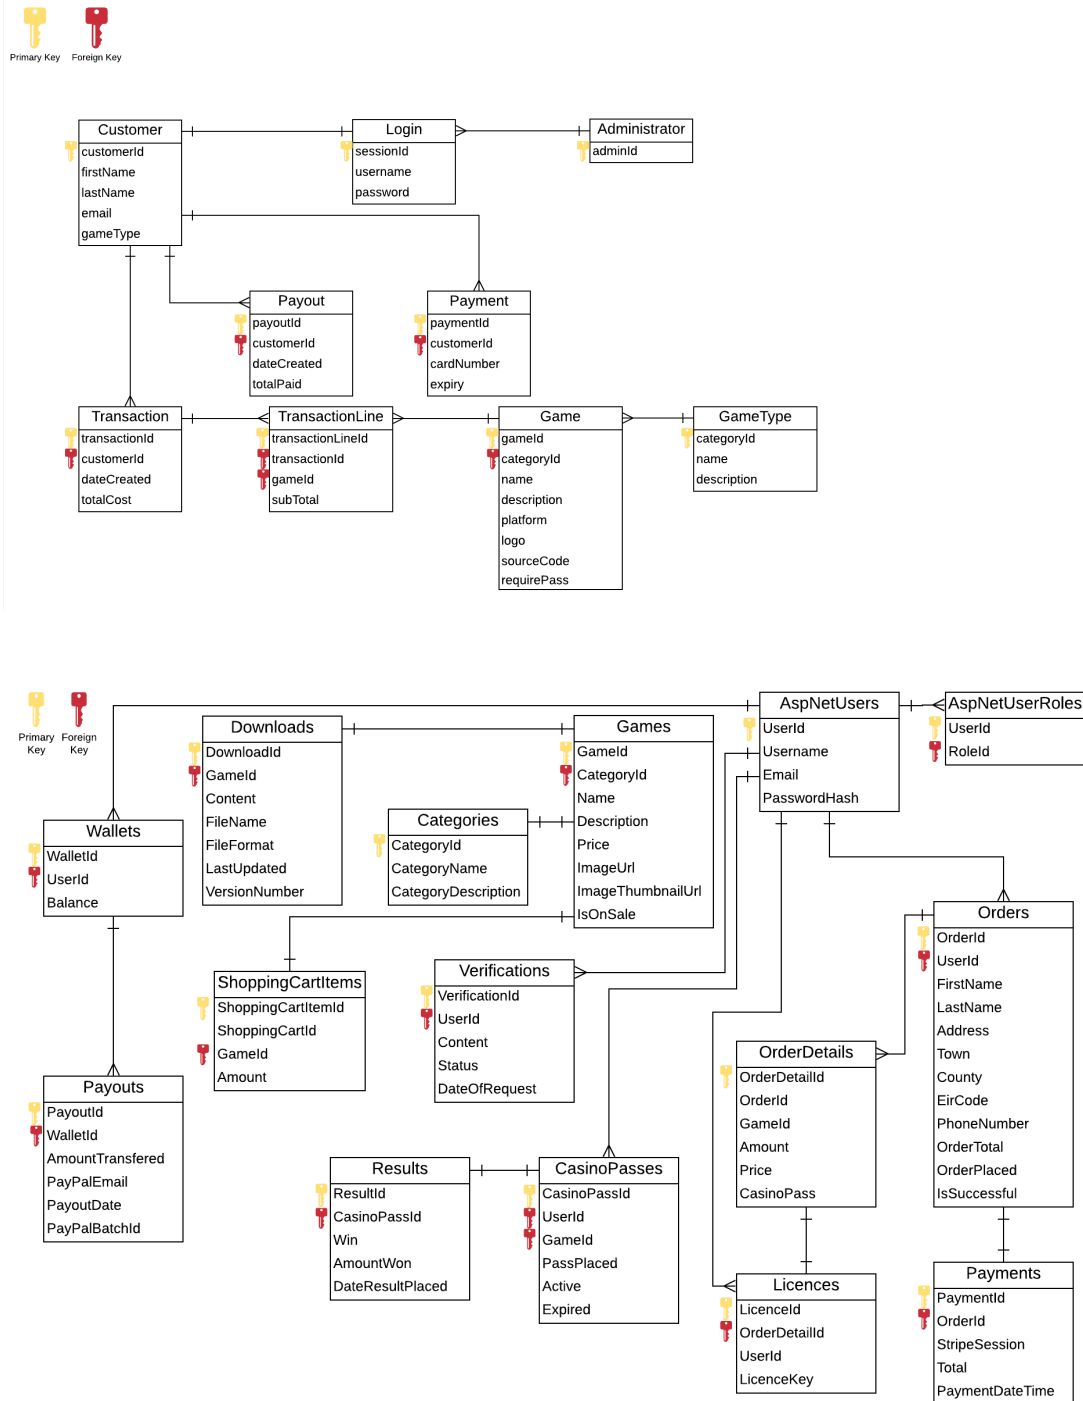 Primary Key
Foreign Key
Customer
customerId
firstName
lastName
email
gameType
Login
sessionId
username
password
Administrator
adminId
Payout
payoutId
customerId
dateCreated
totalPaid
Payment
paymentId
customerId
cardNumber
expiry
Transaction
transactionId
customerId
dateCreated
totalCost
TransactionLine
transactionLineId
transactionId
gameId
subTotal
Game
gameId
categoryId
name
description
platform
logo
sourceCode
requirePass
GameType
categoryId
name
description
Primary
Key
Foreign
Key
AspNetUsers
UserId
Username
Email
PasswordHash
AspNetUserRoles
UserId
RoleId
Downloads
DownloadId
GameId
Content
FileName
FileFormat
LastUpdated
VersionNumber
Games
GameId
CategoryId
Name
Description
Price
ImageUrl
ImageThumbnailUrl
IsOnSale
Categories
CategoryId
CategoryName
CategoryDescription
Wallets
WalletId
UserId
Balance
ShoppingCartItems
ShoppingCartItemId
ShoppingCartId
GameId
Amount
Verifications
VerificationId
UserId
Content
Status
DateOfRequest
Orders
OrderId
UserId
FirstName
LastName
Address
Town
County
EirCode
PhoneNumber
OrderTotal
OrderPlaced
IsSuccessful
OrderDetails
OrderDetailId
OrderId
GameId
Amount
Price
CasinoPass
Payouts
PayoutId
WalletId
AmountTransfered
PayPalEmail
PayoutDate
PayPalBatchId
Results
ResultId
CasinoPassId
Win
AmountWon
DateResultPlaced
CasinoPasses
CasinoPassId
UserId
GameId
PassPlaced
Active
Expired
Licences
LicenceId
OrderDetailId
UserId
LicenceKey
Payments
PaymentId
OrderId
StripeSession
Total
PaymentDateTime